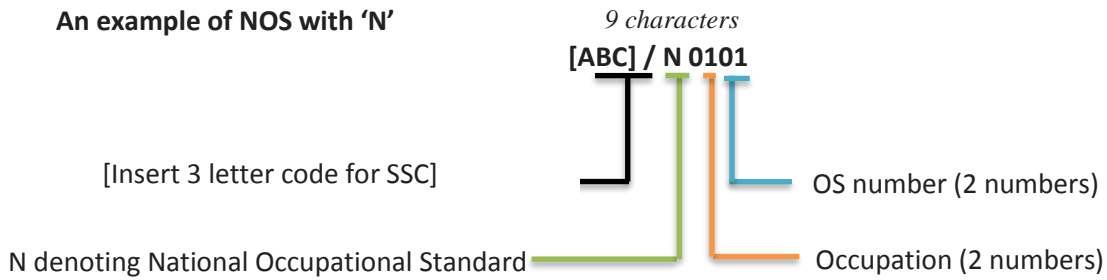 An example of NOS with ‘N’
9 characters
[ABC] / N 0101
[Insert 3 letter code for SSC]
OS number (2 numbers)
N denoting National Occupational Standard
Occupation (2 numbers)